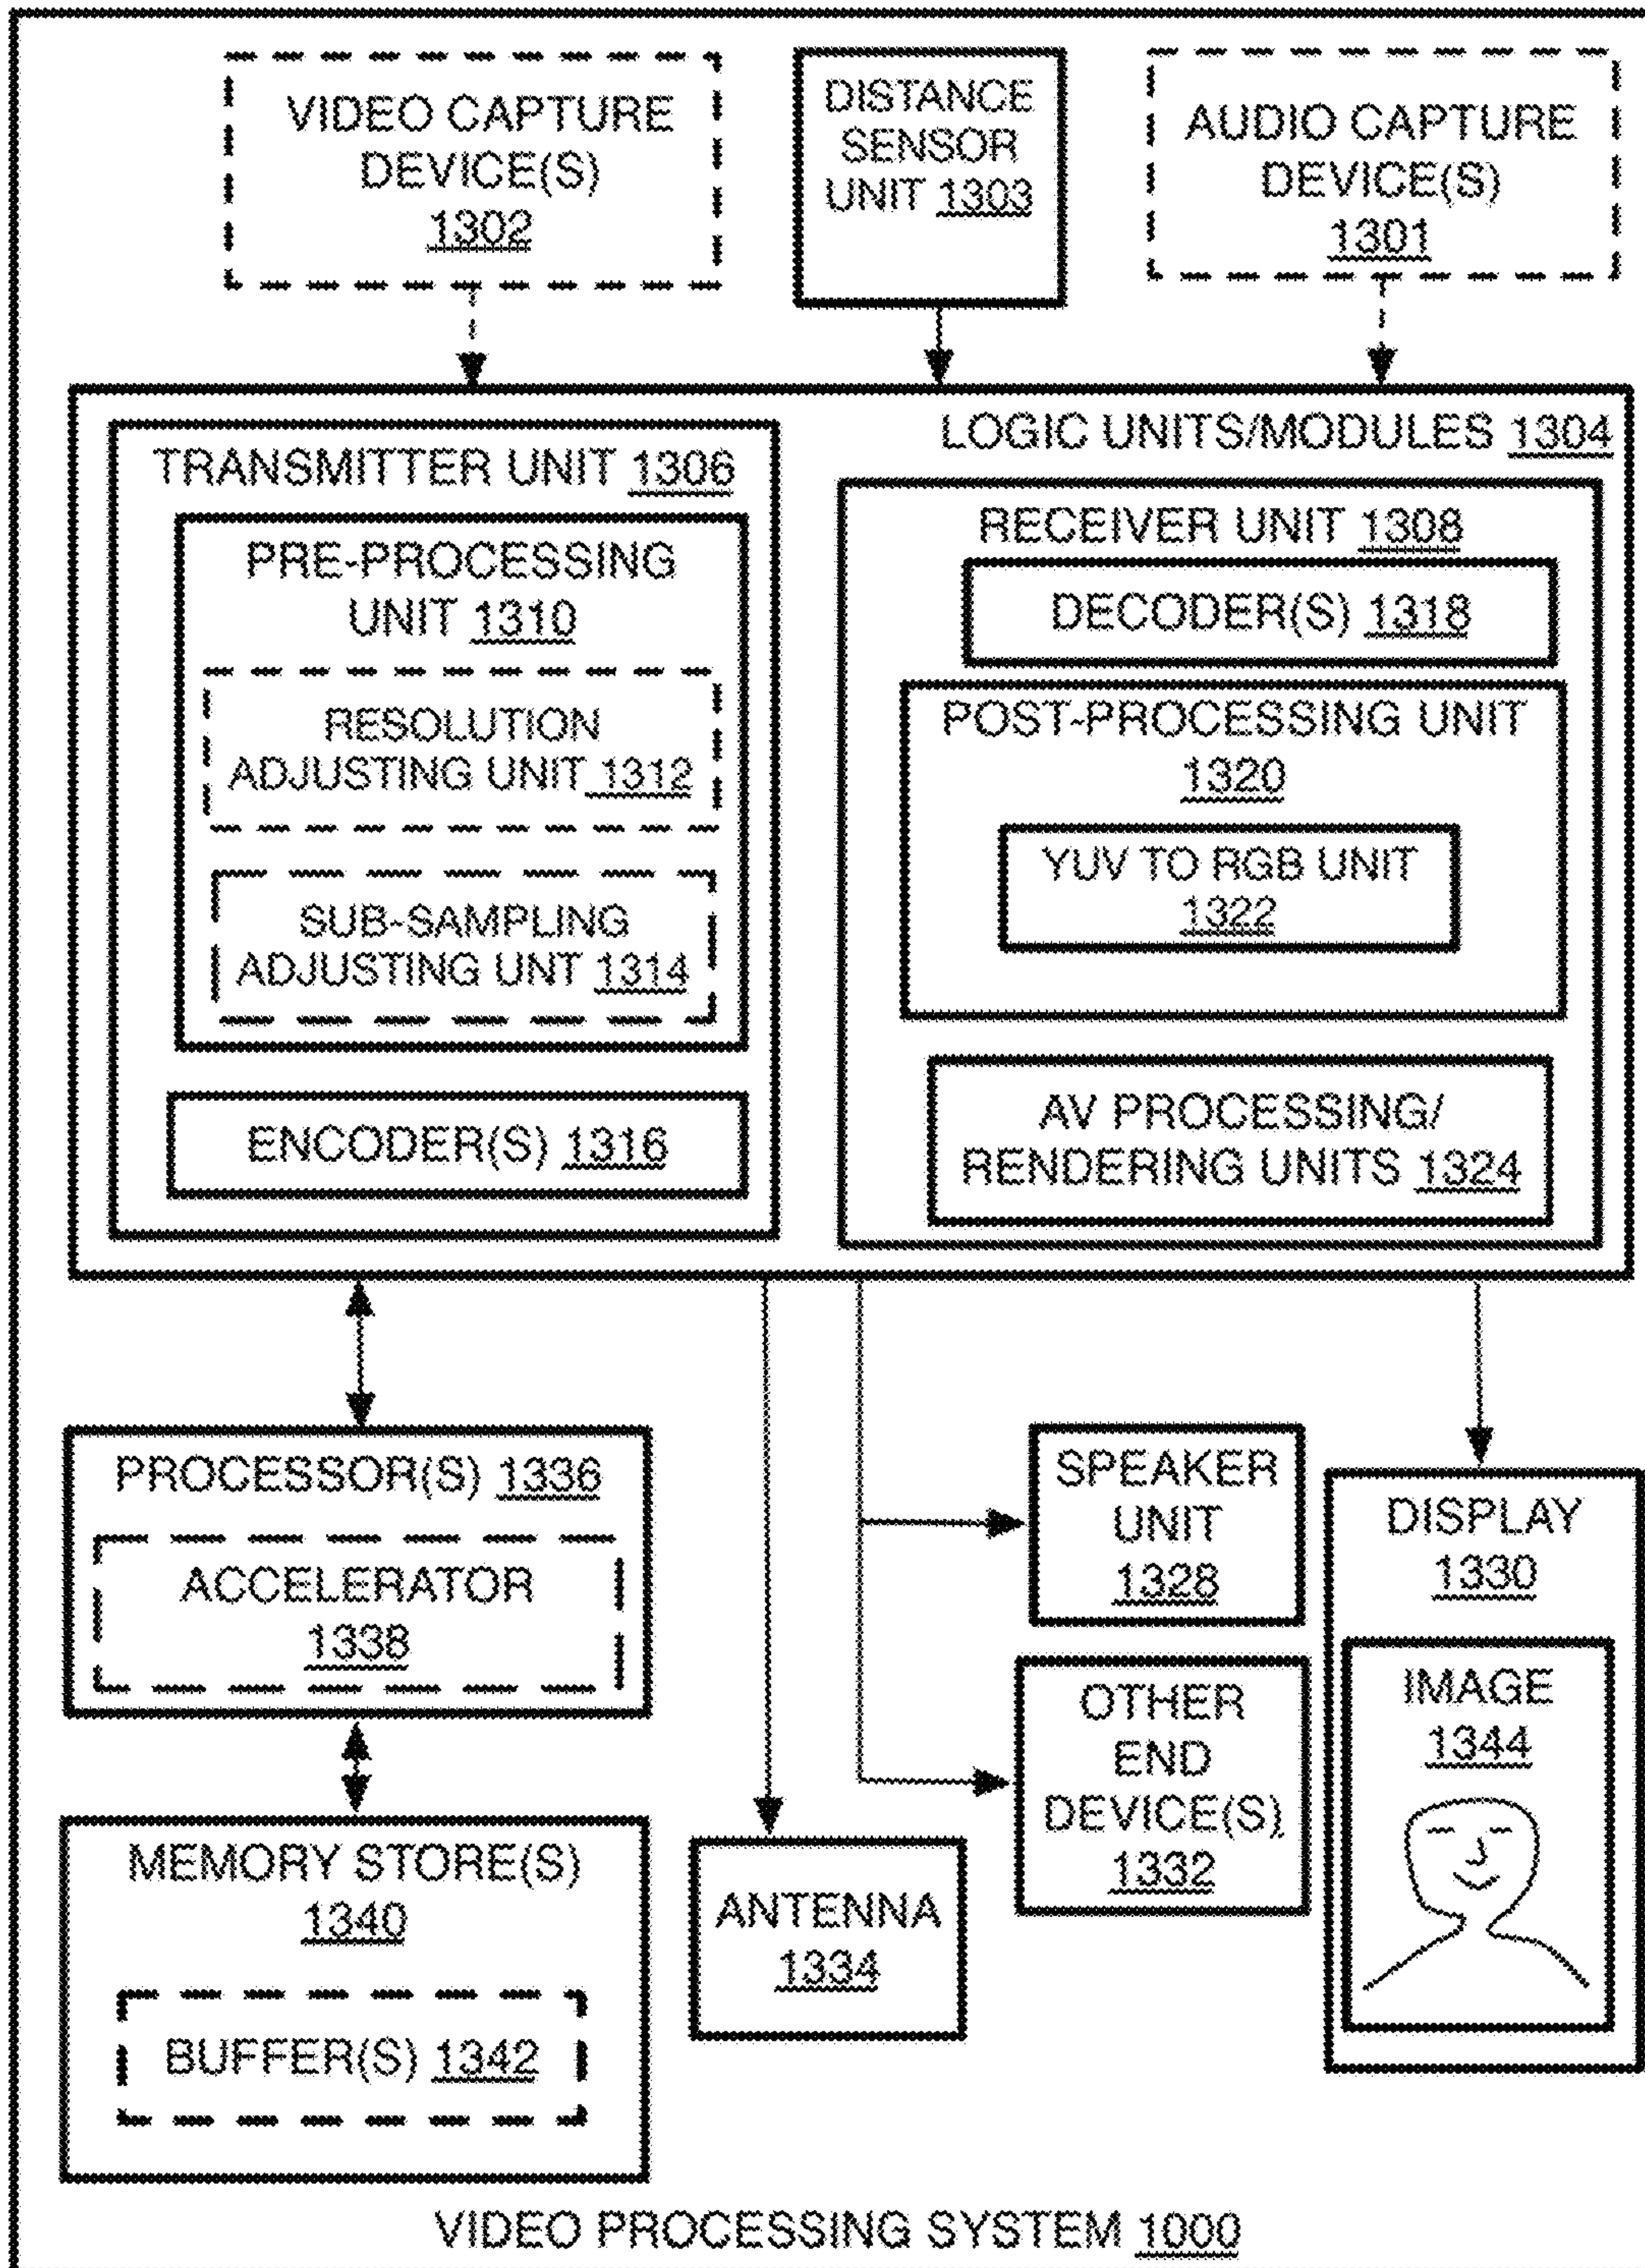 VIDEO CAPTURE
DEVICE(S)
1302
DISTANCE
SENSOR
UNIT 1303
AUDIO CAPTURE
DEVICE(S)
1301
LOGIC UNITS/MODULES 1304
TRANSMITTER UNIT 1306
PRE-PROCESSING
UNIT 1310
RESOLUTION
ADJUSTING UNIT 1312
SUB-SAMPLING
ADJUSTING UNT 1314
ENCODER(S) 1316
RECEIVER UNIT 1308
DECODER(S) 1318
POST-PROCESSING UNIT
1320
YUV TO RGB UNIT
1322
AV PROCESSING/
RENDERING UNITS 1324
PROCESSOR(S) 1336
ACCELERATOR
1338
MEMORY STORE(S)
1340
BUFFER(S) 1342
ANTENNA
1334
SPEAKER
UNIT
1328
OTHER
END
DEVICE(S)
1332
DISPLAY
1330
IMAGE
1344
VIDEO PROCESSING SYSTEM 1000